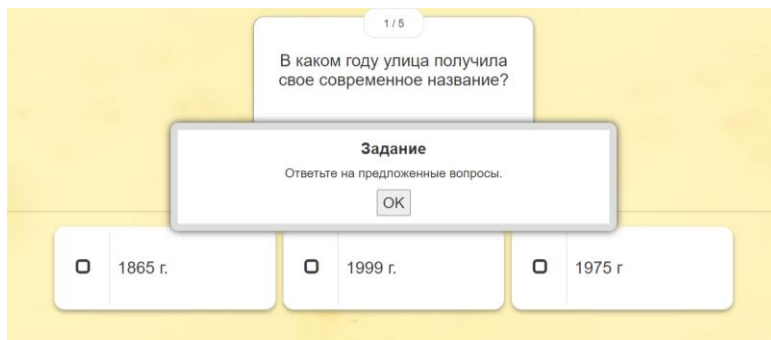 1 / 5
В каком году улица получила
свое современное название?
Задание
Ответьте на предложенные вопросы.
OK
1865 г.
1999 г.
1975 г